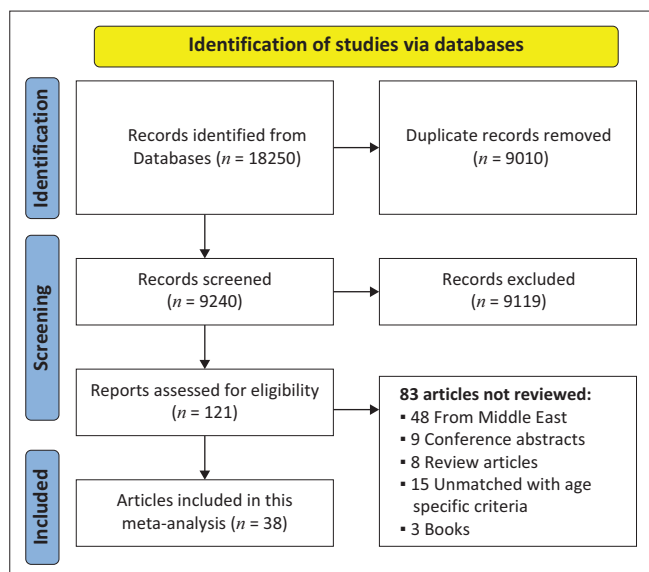 Identification of studies via databases
Identification
Records identified from
Databases (n = 18250)
Duplicate records removed
(n = 9010)
Screening
Records screened
(n = 9240)
Records excluded
(n = 9119)
Reports assessed for eligibility
(n = 121)
83 articles not reviewed:
▪ 48 From Middle East
▪ 9 Conference abstracts
▪ 8 Review articles
▪ 15 Unmatched with age
specific criteria
▪ 3 Books
Included
Articles included in this
meta-analysis (n = 38)